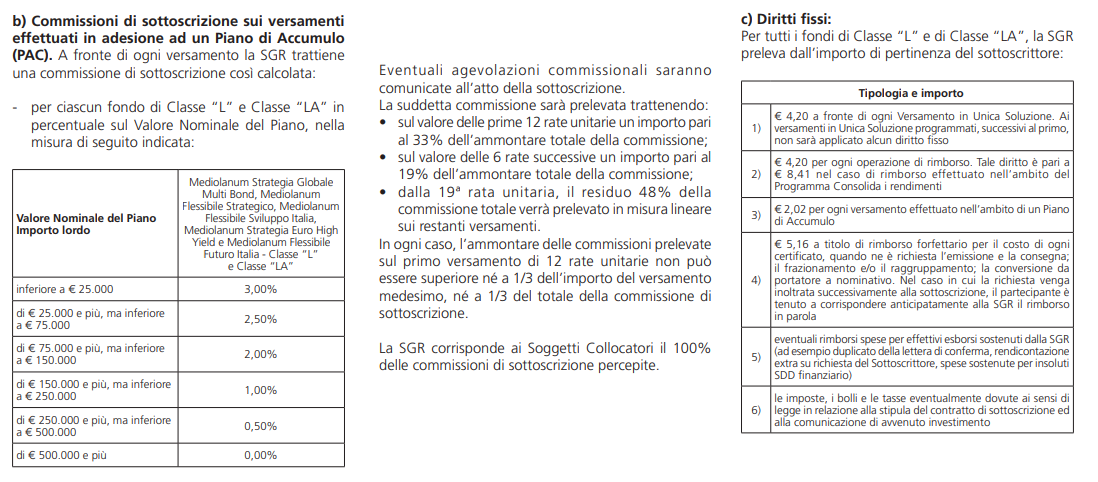 b) Commissioni di sottoscrizione sui versamenti
effettuati in adesione ad un Piano di Accumulo
(PAC). A fronte di ogni versamento la SGR trattiene
una commissione di sottoscrizione così calcolata:
- per ciascun fondo di Classe “L” e Classe “LA” in
percentuale sul Valore Nominale del Piano, nella
misura di seguito indicata:
Valore Nominale del Piano
Importo lordo
Mediolanum Strategia Globale
Multi Bond, Mediolanum
Flessibile Strategico, Mediolanum
Flessibile Sviluppo Italia,
Mediolanum Strategia Euro High
Yield e Mediolanum Flessibile
Futuro Italia - Classe “L”
e Classe “LA”
inferiore a € 25.000
3,00%
di € 25.000 e più, ma inferiore
a € 75.000
2,50%
di € 75.000 e più, ma inferiore
a € 150.000
2,00%
di € 150.000 e più, ma inferiore
a € 250.000
1,00%
di € 250.000 e più, ma inferiore
a € 500.000
0,50%
di € 500.000 e più
0,00%
Eventuali agevolazioni commissionali saranno
comunicate all’atto della sottoscrizione.
La suddetta commissione sarà prelevata trattenendo:
• sul valore delle prime 12 rate unitarie un importo pari
al 33% dell’ammontare totale della commissione;
• sul valore delle 6 rate successive un importo pari al
19% dell’ammontare totale della commissione;
• dalla 19ª rata unitaria, il residuo 48% della
commissione totale verrà prelevato in misura lineare
sui restanti versamenti.
In ogni caso, l’ammontare delle commissioni prelevate
sul primo versamento di 12 rate unitarie non può
essere superiore né a 1/3 dell’importo del versamento
medesimo, né a 1/3 del totale della commissione di
sottoscrizione.
La SGR corrisponde ai Soggetti Collocatori il 100%
delle commissioni di sottoscrizione percepite.
c) Diritti fissi:
Per tutti i fondi di Classe “L” e di Classe “LA”, la SGR
preleva dall’importo di pertinenza del sottoscrittore:
Tipologia e importo
1)
€ 4,20 a fronte di ogni Versamento in Unica Soluzione. Ai
versamenti in Unica Soluzione programmati, successivi al primo,
non sarà applicato alcun diritto fisso
2)
€ 4,20 per ogni operazione di rimborso. Tale diritto è pari a
€ 8,41 nel caso di rimborso effettuato nell’ambito del
Programma Consolida i rendimenti
3)
€ 2,02 per ogni versamento effettuato nell’ambito di un Piano
di Accumulo
4)
€ 5,16 a titolo di rimborso forfettario per il costo di ogni
certificato, quando ne è richiesta l’emissione e la consegna;
il frazionamento e/o il raggruppamento; la conversione da
portatore a nominativo. Nel caso in cui la richiesta venga
inoltrata successivamente alla sottoscrizione, il partecipante è
tenuto a corrispondere anticipatamente alla SGR il rimborso
in parola
5)
eventuali rimborsi spese per effettivi esborsi sostenuti dalla SGR
(ad esempio duplicato della lettera di conferma, rendicontazione
extra su richiesta del Sottoscrittore, spese sostenute per insoluti
SDD finanziario)
6)
le imposte, i bolli e le tasse eventualmente dovute ai sensi di
legge in relazione alla stipula del contratto di sottoscrizione ed
alla comunicazione di avvenuto investimento